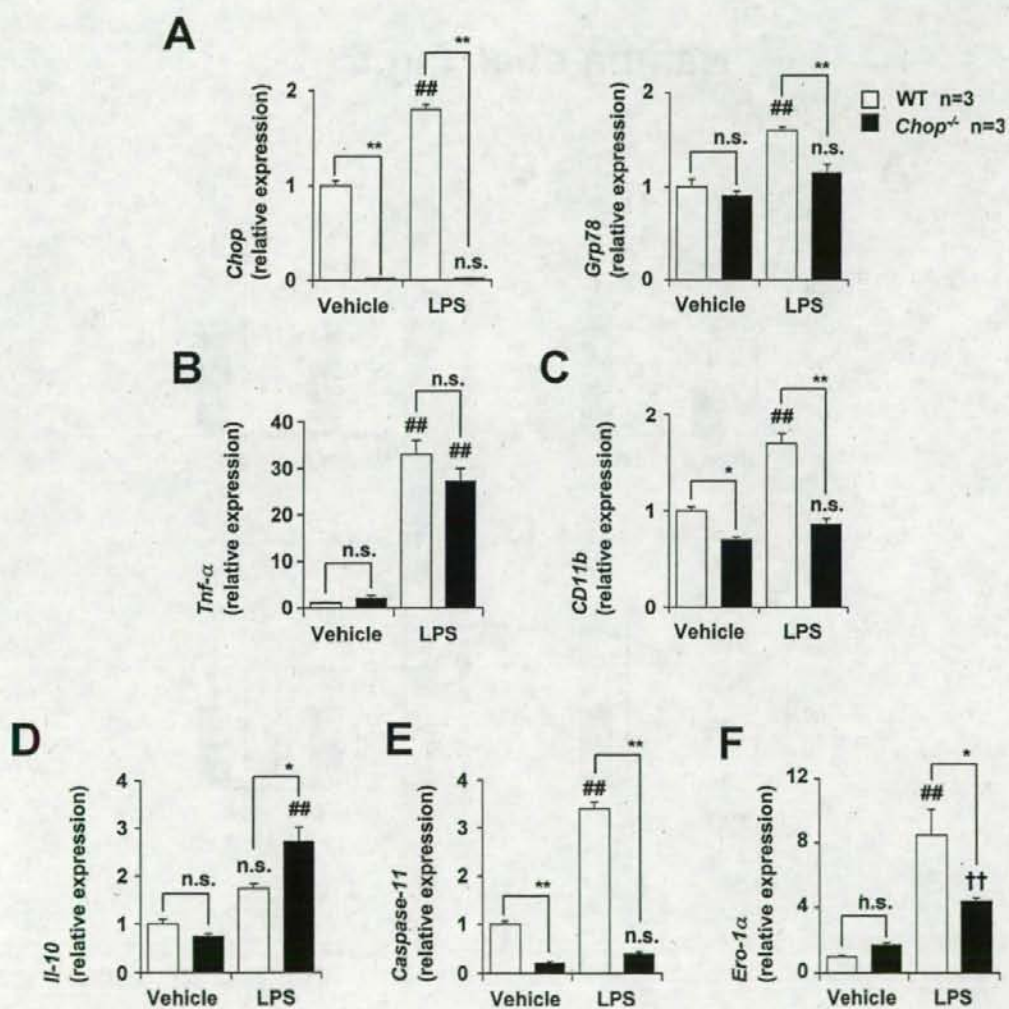 A
Chop
(relative expression)
2
1
0
**
##
**
n.s.
Vehicle
LPS
Grp78
(relative expression)
2
1
0
n.s.
##
**
n.s.
Vehicle
LPS
WT n=3
Chop-/- n=3
B
Tnf-α
(relative expression)
40
30
20
10
0
n.s.
##
n.s.
##
Vehicle
LPS
C
CD11b
(relative expression)
2
1
0
*
##
**
n.s.
Vehicle
LPS
D
Il-10
(relative expression)
4
3
2
1
0
n.s.
n.s.
*
##
Vehicle
LPS
E
Caspase-11
(relative expression)
4
3
2
1
0
**
##
**
n.s.
Vehicle
LPS
F
Ero-1α
(relative expression)
12
8
4
0
h.s.
##
*
††
Vehicle
LPS